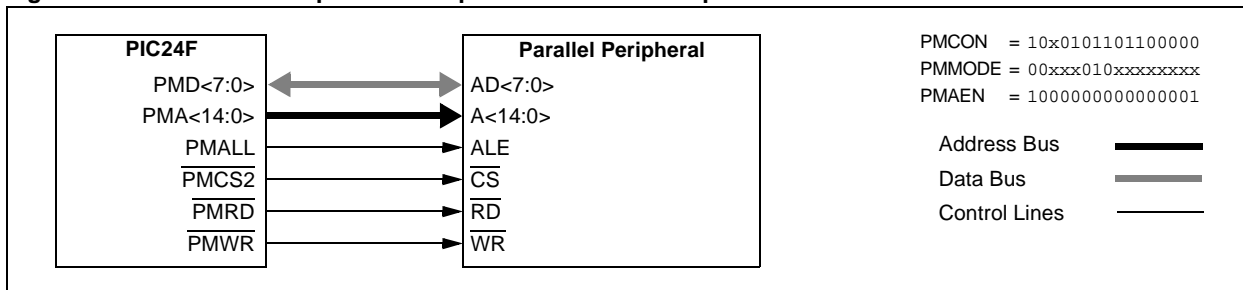 PIC24F
PMD<7:0>
PMA<14:0>
PMALL
PMCS2
PMRD
PMWR
Parallel Peripheral
AD<7:0>
A<14:0>
ALE
CS
RD
WR
PMCON = 10x0101101100000
PMMODE = 00xxx010xxxxxxxx
PMAEN = 1000000000000001
Address Bus
Data Bus
Control Lines